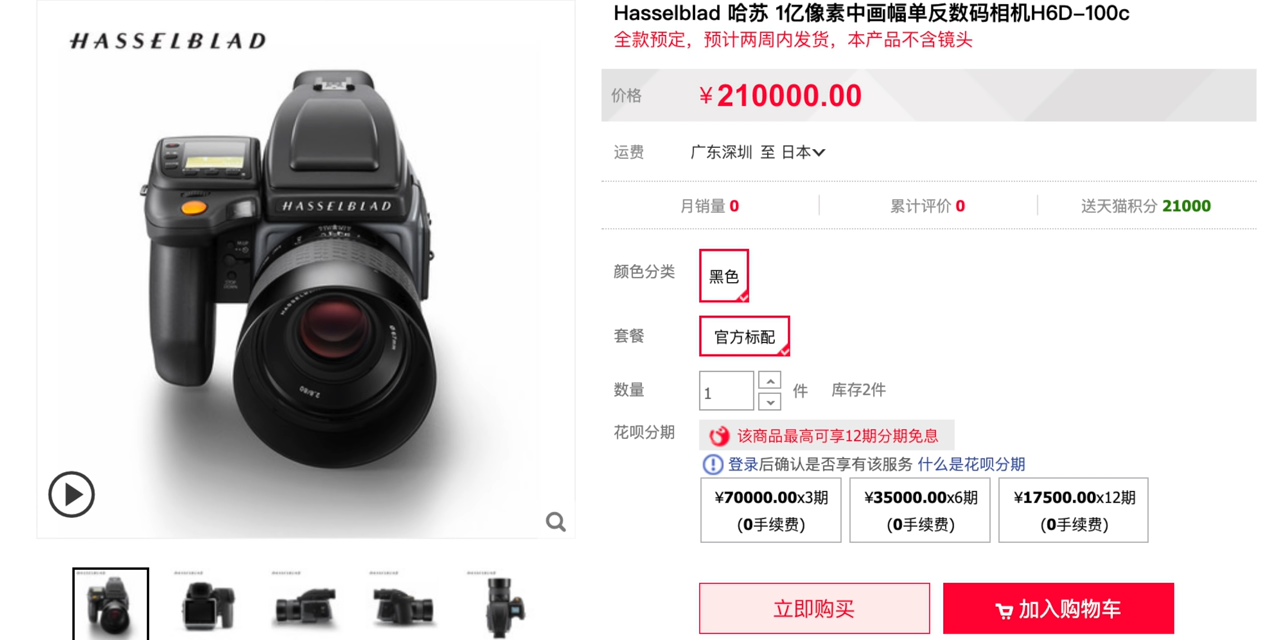 HASSELBLAD
HASSELBLAD
2.8/80
Hasselblad 哈苏 1亿像素中画幅单反数码相机H6D-100c
全款预定，预计两周内发货，本产品不含镜头
价格 ¥210000.00
运费 广东深圳 至 日本
月销量 0 累计评价 0 送天猫积分 21000
颜色分类 黑色
套餐 官方标配
数量 1 件 库存2件
花呗分期 该商品最高可享12期分期免息
登录后确认是否享有该服务 什么是花呗分期
¥70000.00x3期 ¥35000.00x6期 ¥17500.00x12期
(0手续费) (0手续费) (0手续费)
立即购买 加入购物车